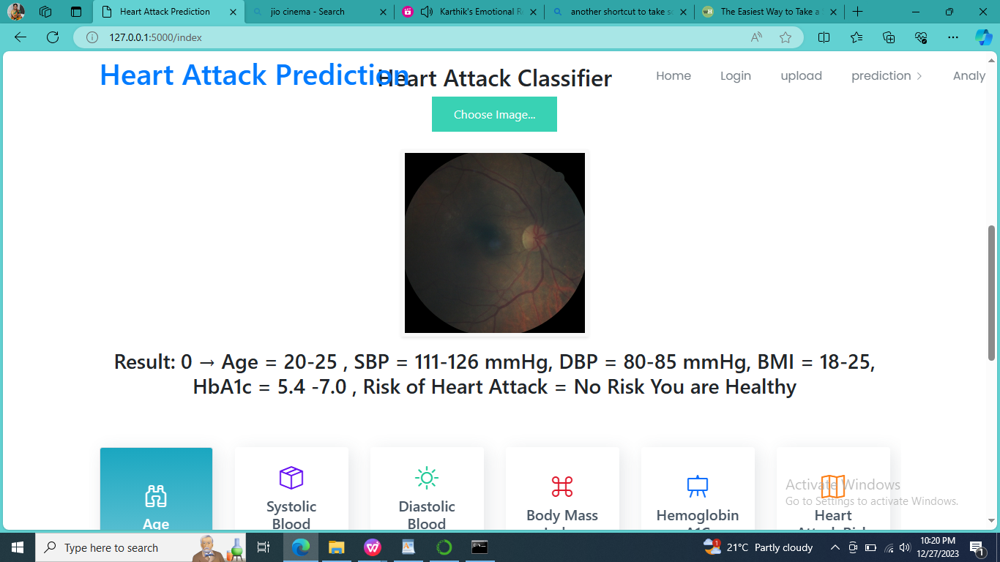 Heart Attack Prediction
jio cinema - Search
Karthik's Emotional R
another shortcut to take sc
The Easiest Way to Take a S
127.0.0.1:5000/index
Heart Attack Prediction
Heart Attack Classifier
Home
Login
upload
prediction
Analy
Choose Image...
Result: 0 → Age = 20-25 , SBP = 111-126 mmHg, DBP = 80-85 mmHg, BMI = 18-25,
HbA1c = 5.4 -7.0 , Risk of Heart Attack = No Risk You are Healthy
Age
Systolic
Blood
Diastolic
Blood
Body Mass
Hemoglobin
Heart
Activate Windows
Go to Settings to activate Windows.
Type here to search
21°C Partly cloudy
10:20 PM
12/27/2023